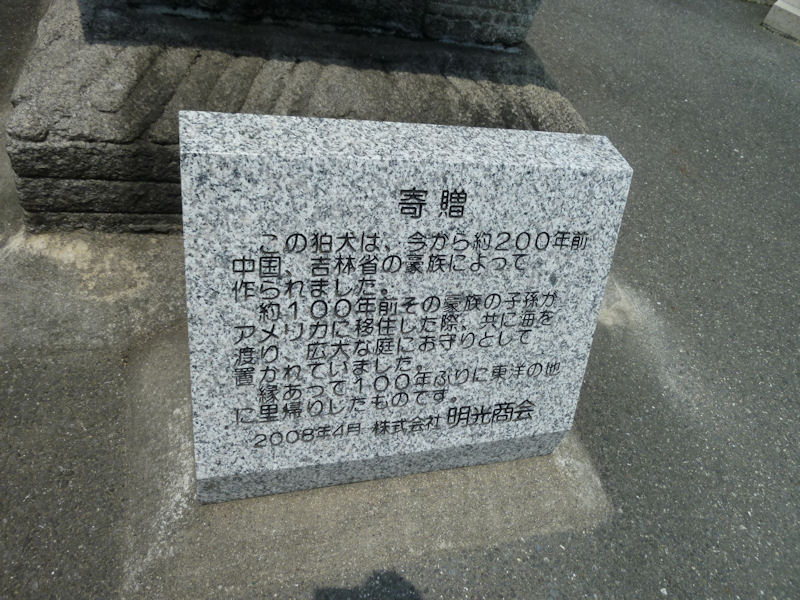 寄贈
この狛犬は、今から約200年前
中国、吉林省の豪族によって
作られました。
約100年前その豪族の子孫が
アメリカに移住した際、共に海を
渡り、広大な庭にお守りとして
置かれていました。
縁あって100年ぶりに東洋の地
に里帰りしたものです。
2008年4月 株式会社 明光商会